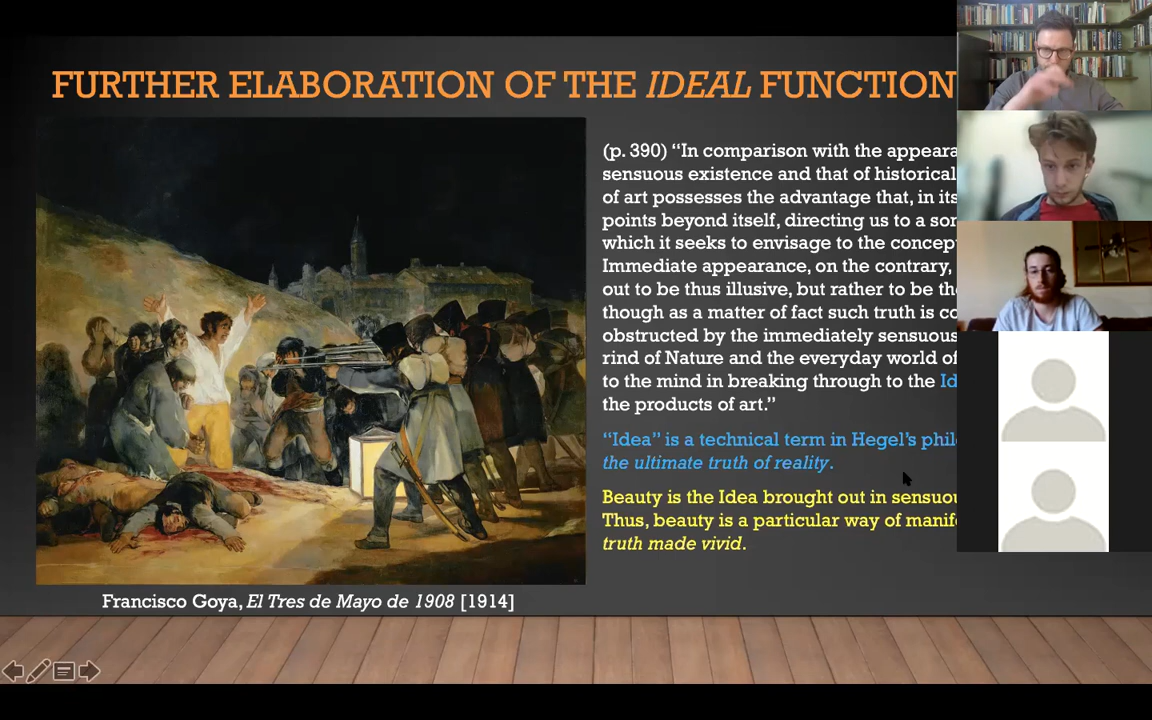 FURTHER ELABORATION OF THE IDEAL FUNCTION
(p. 390) “In comparison with the appeara
sensuous existence and that of historical
of art possesses the advantage that, in its
points beyond itself, directing us to a som
which it seeks to envisage to the concep
Immediate appearance, on the contrary,
out to be thus illusive, but rather to be the
though as a matter of fact such truth is co
obstructed by the immediately sensuous
rind of Nature and the everyday world of
to the mind in breaking through to the Id
the products of art.”
“Idea” is a technical term in Hegel’s phil
the ultimate truth of reality.
Beauty is the Idea brought out in sensuou
Thus, beauty is a particular way of manif
truth made vivid.
Francisco Goya, El Tres de Mayo de 1908 [1914]